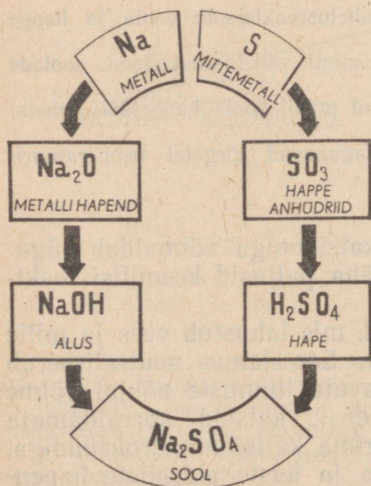 Na
METALL
S
MITTEMETALL
Na₂O
METALLI HAPEND
SO₃
HAPPE
ANHÜDRIID
NaOH
ALUS
H₂SO₄
HAPE
Na₂SO₄
SOOL